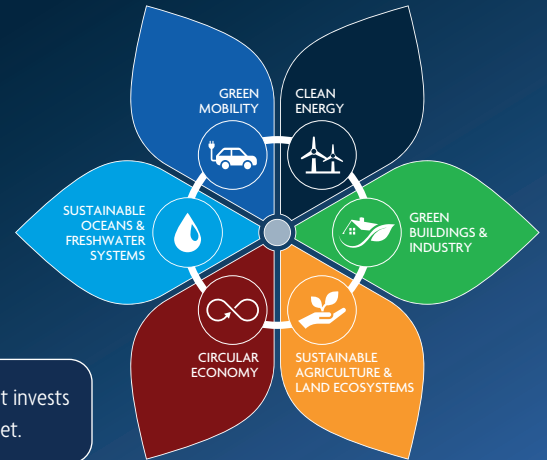 GREEN
MOBILITY
CLEAN
ENERGY
SUSTAINABLE
OCEANS &
FRESHWATER
SYSTEMS
GREEN
BUILDINGS &
INDUSTRY
CIRCULAR
ECONOMY
SUSTAINABLE
AGRICULTURE &
LAND ECOSYSTEMS
t invests
et.